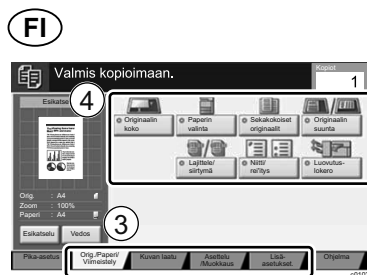 FI
Valmis kopioimaan.
Kopiot
1
Esikatse
4
Originaalin
koko
Paperin
valinta
Sekakokoiset
originaalit
Originaalin
suunta
Lajittele/
siirtymä
Niitti/
rei'itys
Luovutus-
lokero
Orig. : A4
Zoom : 100%
Paperi : A4
Esikatselu
Vedos
3
Pika-asetus
Orig./Paperi/
Viimeistely
Kuvan laatu
Asettelu
/Muokkaus
Lisä-
asetukset.
Ohjelma